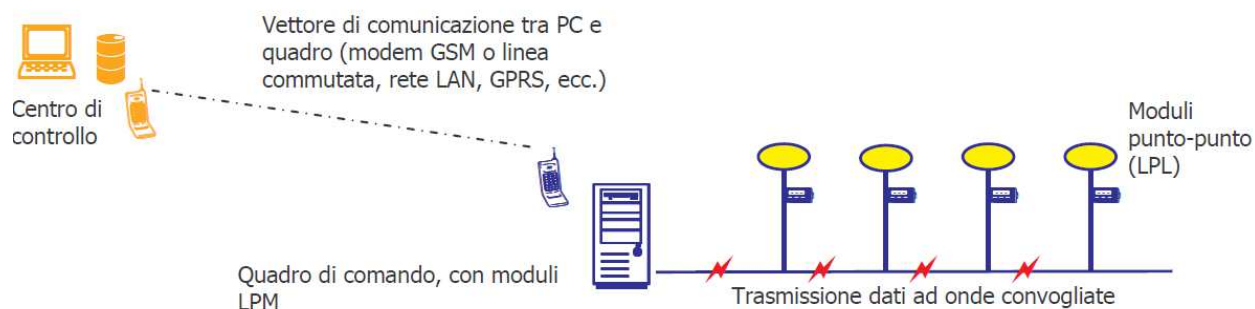 Vettore di comunicazione tra PC e
quadro (modem GSM o linea
commutata, rete LAN, GPRS, ecc.)
Centro di
controllo
Moduli
punto-punto
(LPL)
Quadro di comando, con moduli
LPM
Trasmissione dati ad onde convogliate